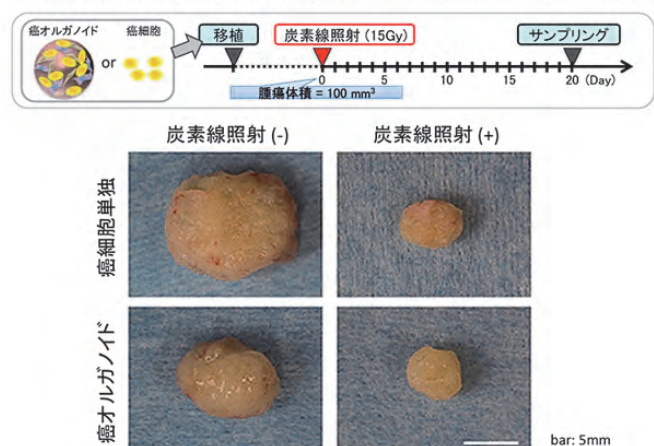 癌オルガノイド or 癌細胞
移植
炭素線照射 (15Gy)
サンプリング
0 5 10 15 20 (Day)
腫瘍体積 = 100 mm³
炭素線照射 (-) 炭素線照射 (+)
癌細胞単独
癌オルガノイド
bar: 5mm